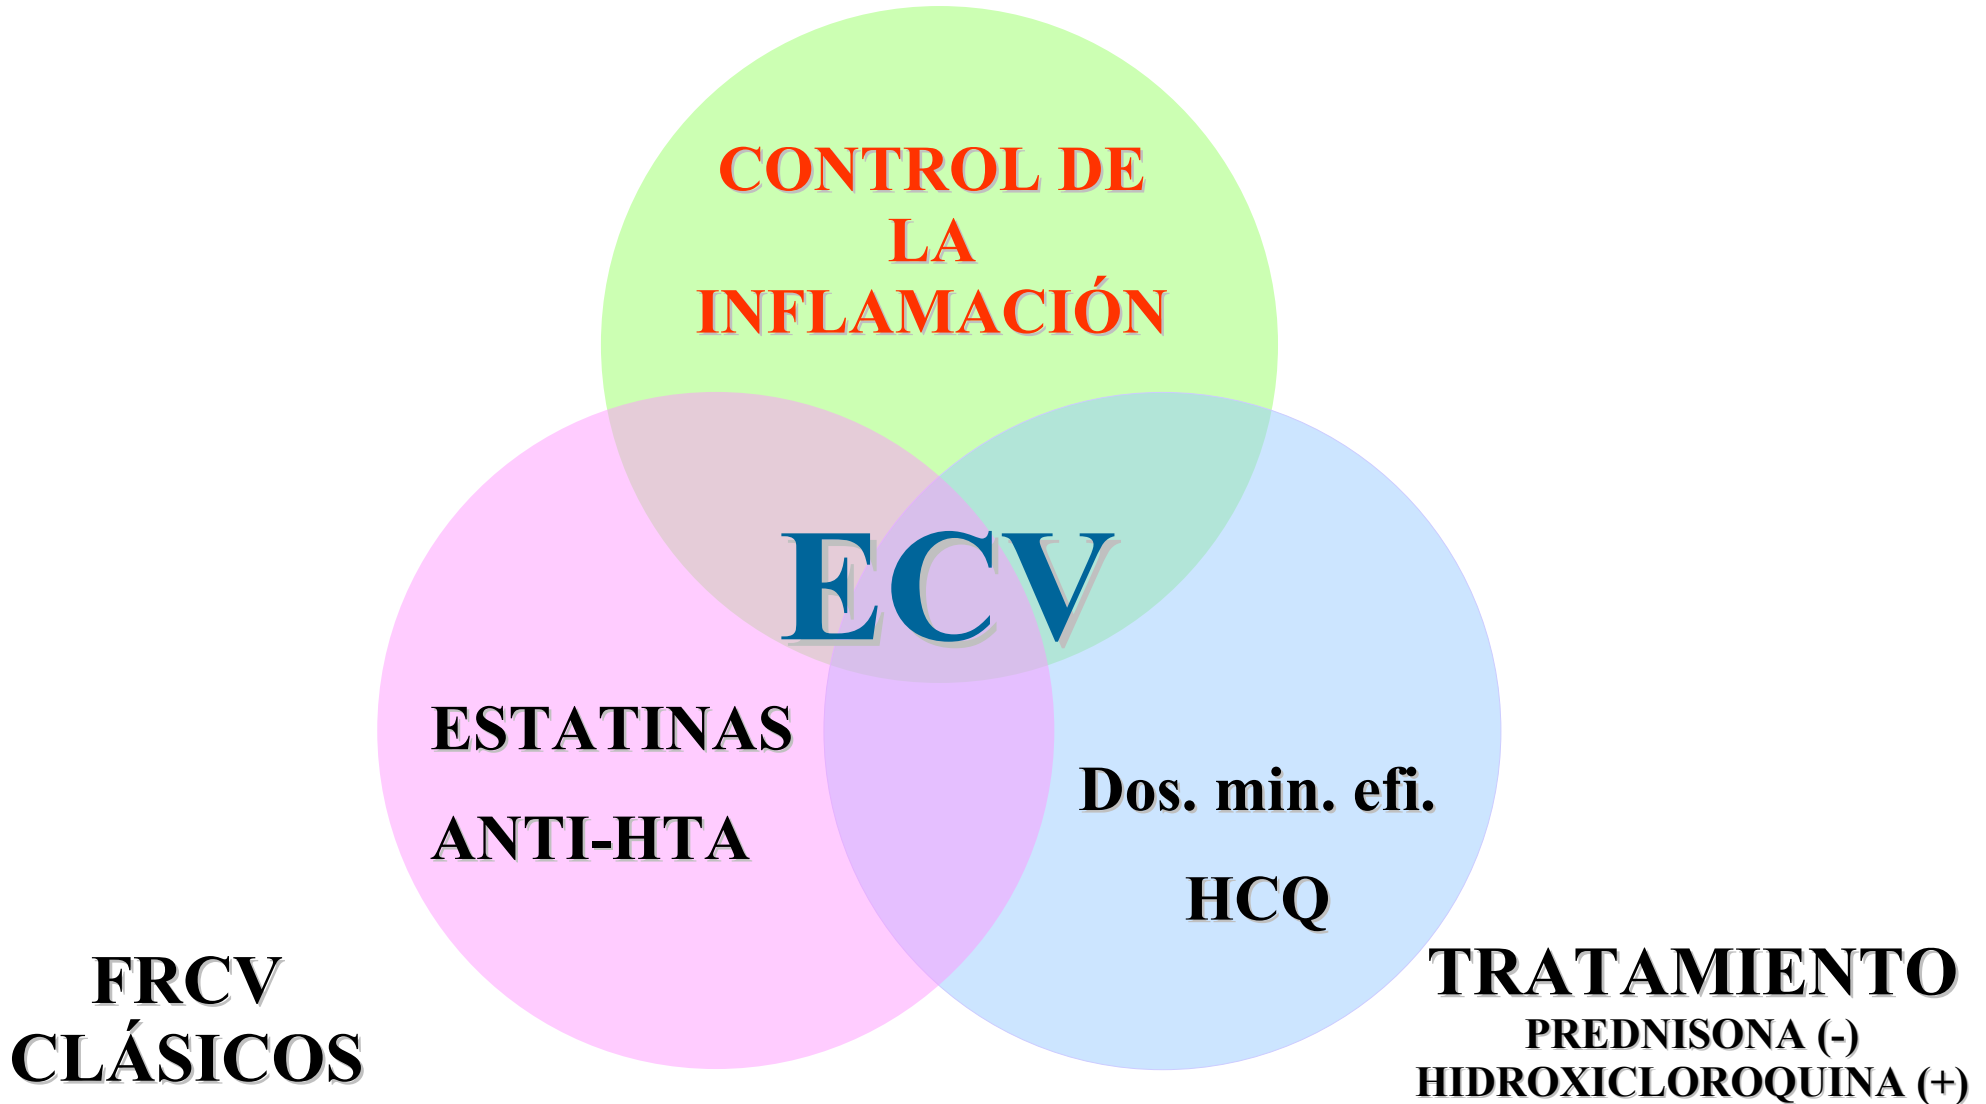 CONTROL DE
LA
INFLAMACIÓN
ECV
ESTATINAS
ANTI-HTA
Dos. min. efi.
HCQ
FRCV
CLÁSICOS
TRATAMIENTO
PREDNISONA (-)
HIDROXICLOROQUINA (+)